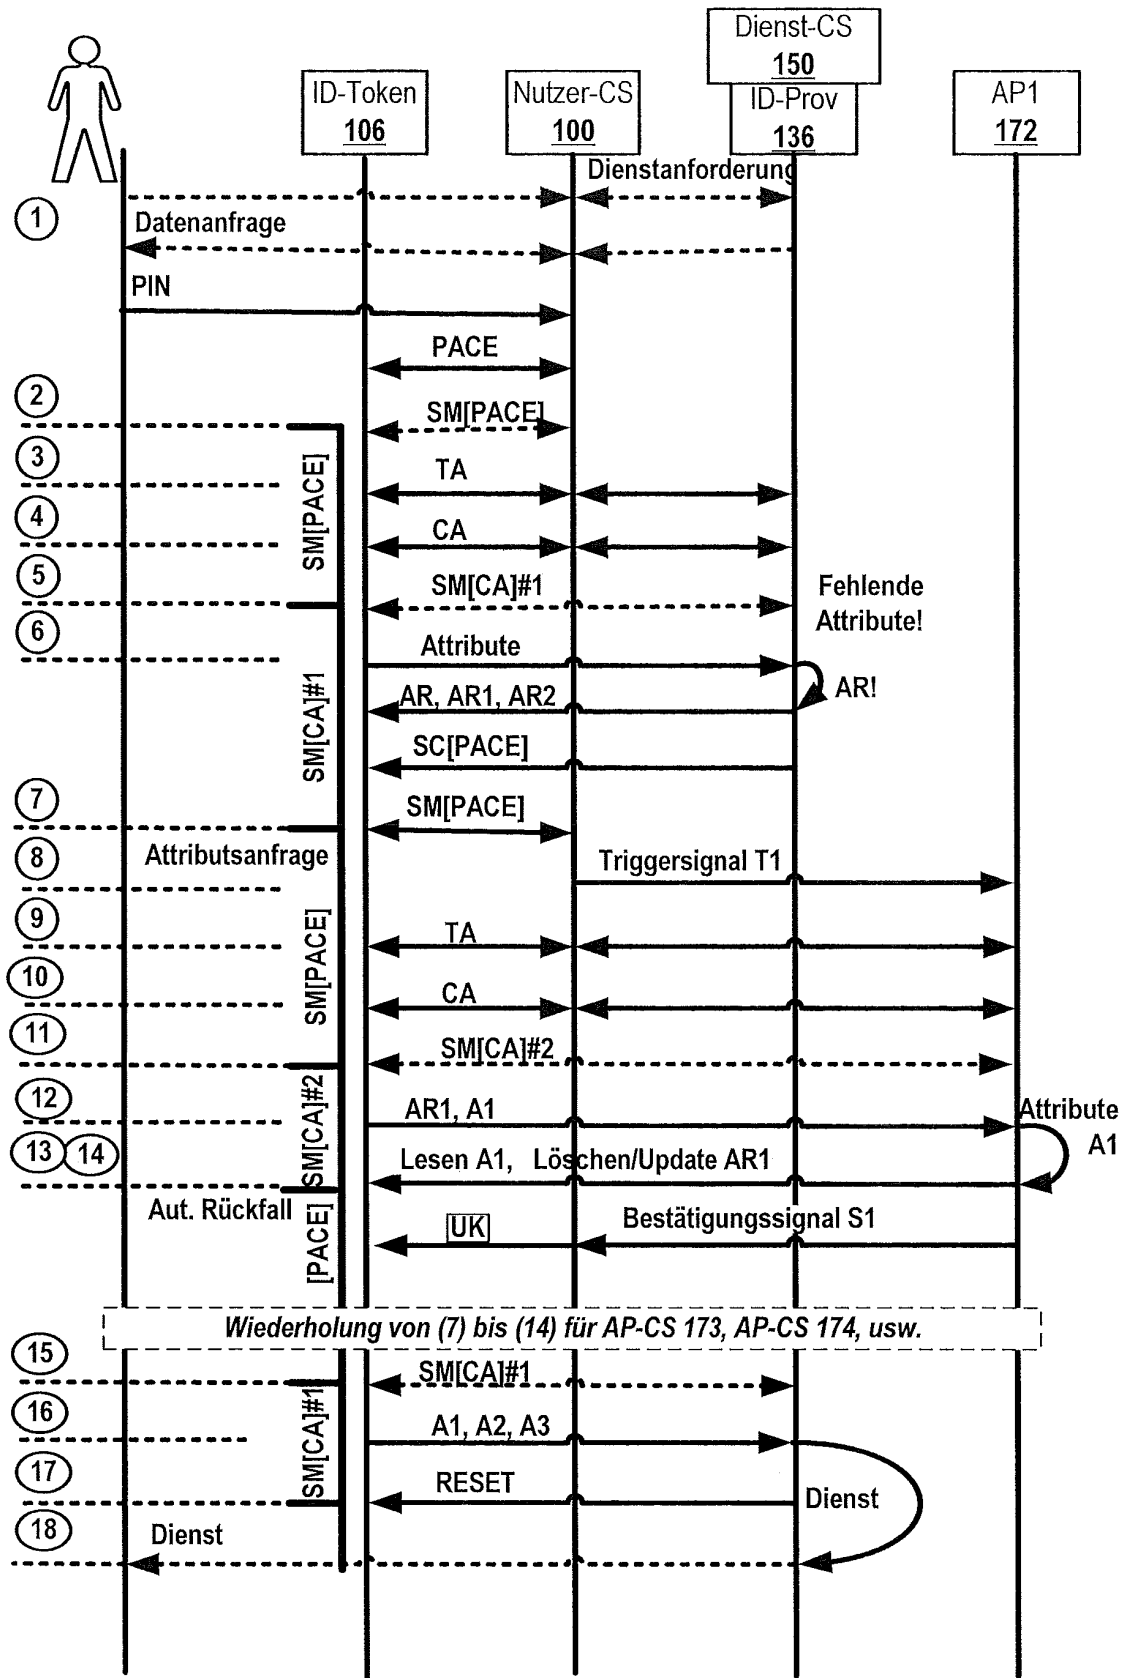 Dienst-CS
150
ID-Token
106
Nutzer-CS
100
ID-Prov
136
AP1
172
Dienstanforderung
1
Datenanfrage
PIN
PACE
2
SM[PACE]
3
TA
SM[PACE]
4
CA
5
SM[CA]#1
Fehlende
Attribute!
6
Attribute
AR!
AR, AR1, AR2
SM[CA]#1
SC[PACE]
7
SM[PACE]
8
Attributsanfrage
Triggersignal T1
9
TA
SM[PACE]
10
CA
11
SM[CA]#2
12
SM[CA]#2
AR1, A1
Attribute
A1
13
14
Lesen A1, Löschen/Update AR1
Aut. Rückfall
[PACE]
UK
Bestätigungssignal S1
Wiederholung von (7) bis (14) für AP-CS 173, AP-CS 174, usw.
15
SM[CA]#1
16
SM[CA]#1
A1, A2, A3
17
RESET
Dienst
18
Dienst